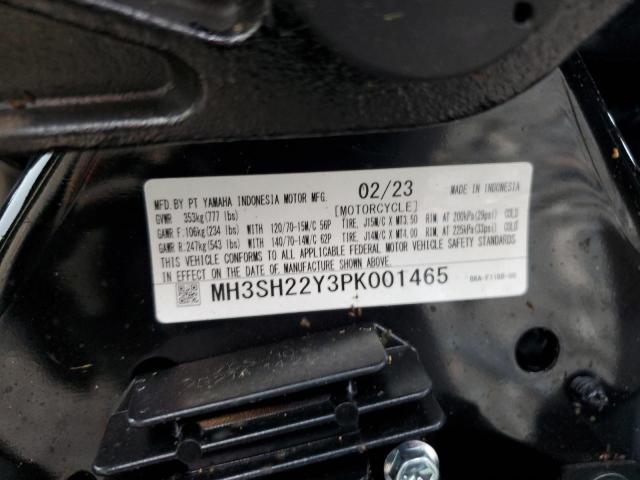 MFD.BY PT YAMAHA INDONESIA MOTOR MFG. 02/23 MADE IN INDONESIA
GVWR 353kg(777 lbs) [MOTORCYCLE]
GAWR F:106kg(234 lbs) WITH 120/70-15M/C 56P TIRE, J15M/C X MT3.50 RIM, AT 200kPa(29psi) COLD
GAWR R:247kg(543 lbs) WITH 140/70-14M/C 62P TIRE, J14M/C X MT4.00 RIM, AT 225kPa(33psi) COLD
THIS VEHICLE CONFORMS TO ALL APPLICABLE FEDERAL MOTOR VEHICLE SAFETY STANDARDS
IN EFFECT ON THE DATE OF MANUFACTURE SHOWN ABOVE.
MH3SH22Y3PK001465